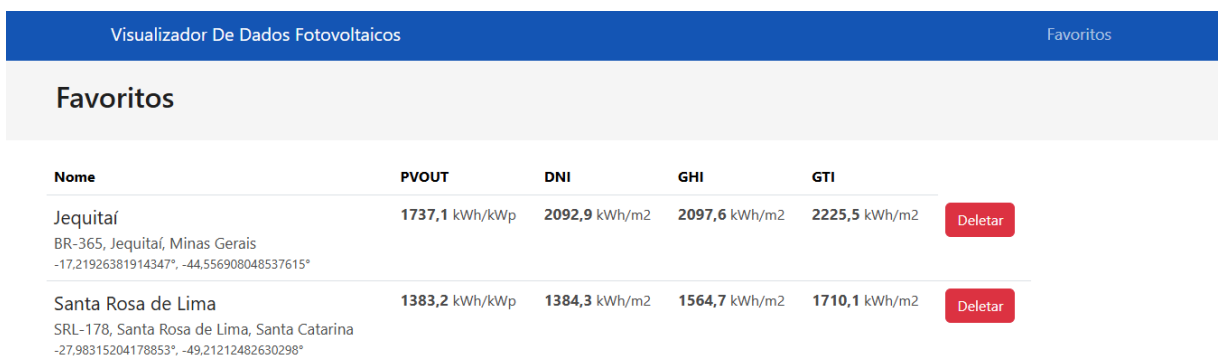 Visualizador De Dados Fotovoltaicos Favoritos
Favoritos
Nome PVOUT DNI GHI GTI
Jequitaí 1737,1 kWh/kWp 2092,9 kWh/m2 2097,6 kWh/m2 2225,5 kWh/m2 Deletar
BR-365, Jequitaí, Minas Gerais
-17,21926381914347°, -44,556908048537615°
Santa Rosa de Lima 1383,2 kWh/kWp 1384,3 kWh/m2 1564,7 kWh/m2 1710,1 kWh/m2 Deletar
SRL-178, Santa Rosa de Lima, Santa Catarina
-27,98315204178853°, -49,21212482630298°